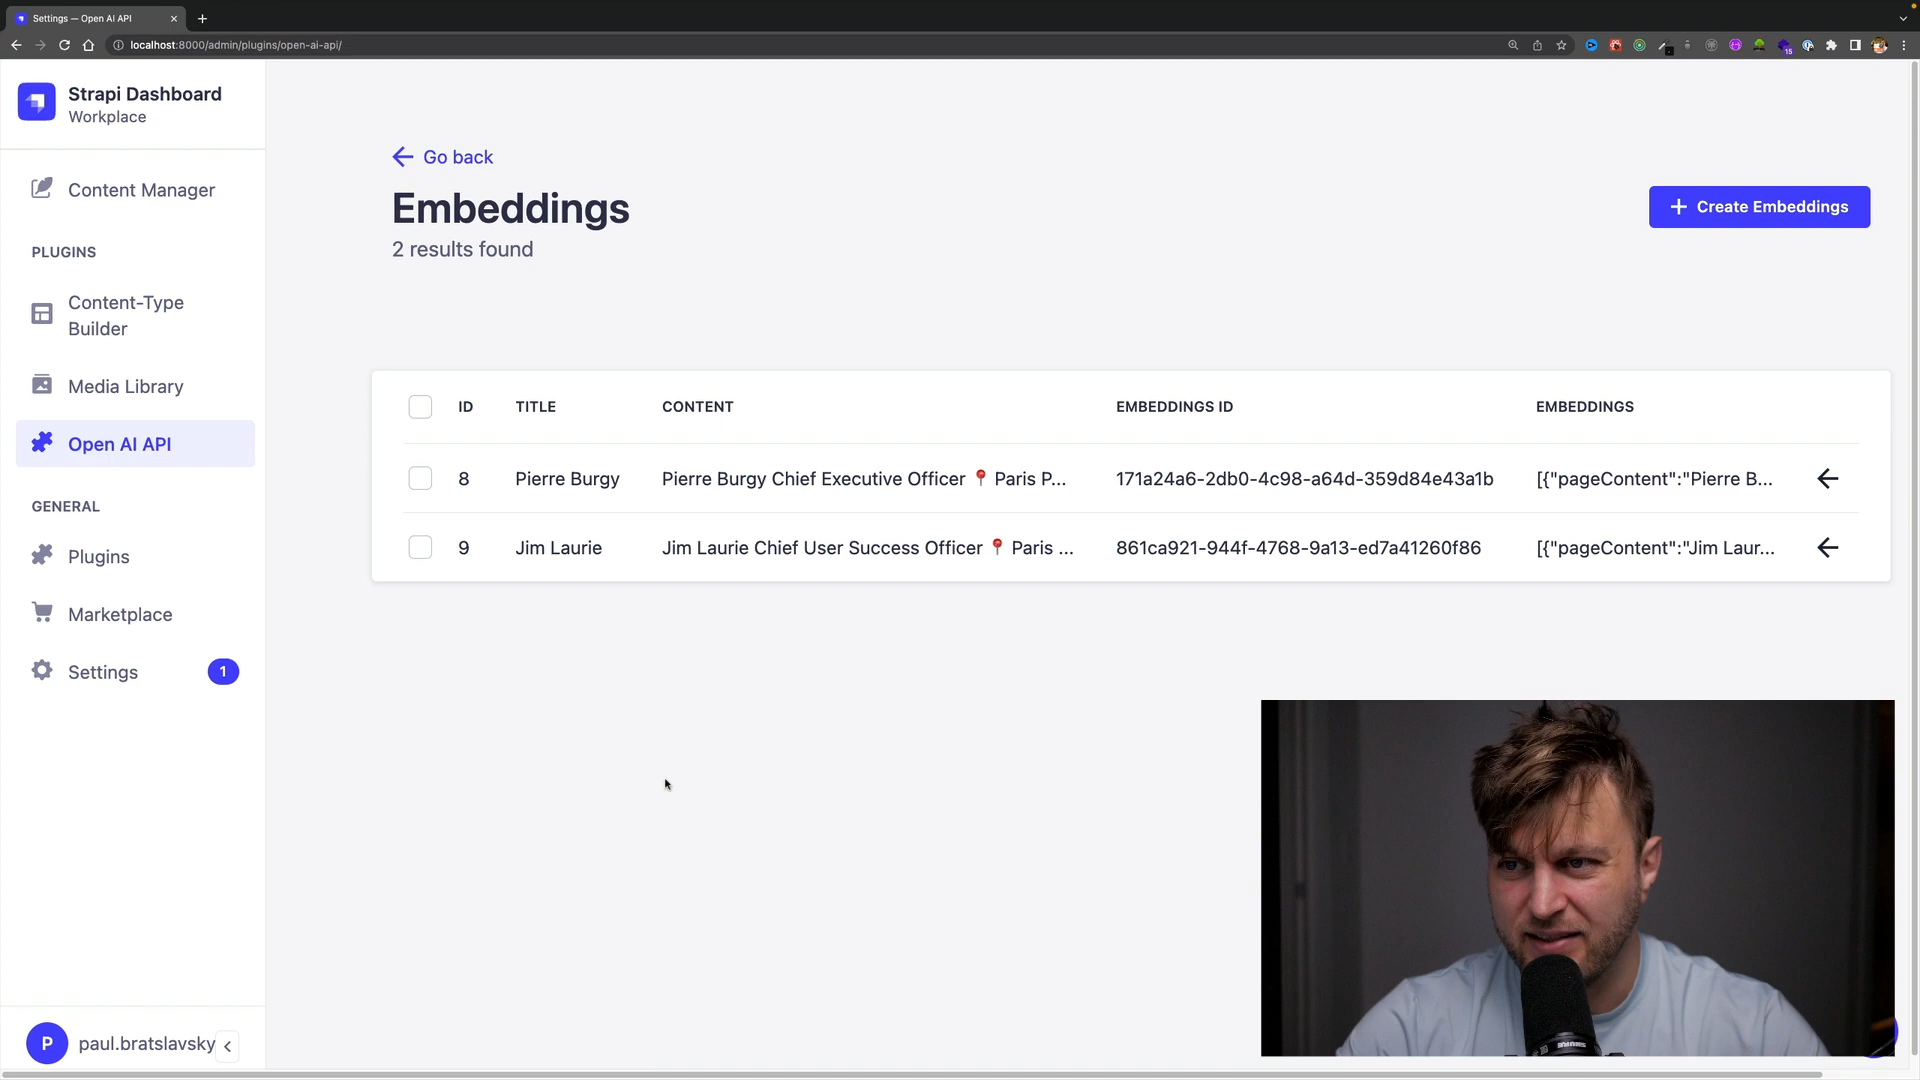 Settings — Open AI API
localhost:8000/admin/plugins/open-ai-api/
15
Strapi Dashboard
Workplace
Content Manager
PLUGINS
Content-Type
Builder
Media Library
Open AI API
GENERAL
Plugins
Marketplace
Settings 1
P paul.bratslavsky
Go back
Embeddings
2 results found
Create Embeddings
ID TITLE CONTENT EMBEDDINGS ID EMBEDDINGS
8 Pierre Burgy Pierre Burgy Chief Executive Officer 📍 Paris P... 171a24a6-2db0-4c98-a64d-359d84e43a1b [{"pageContent":"Pierre B...
9 Jim Laurie Jim Laurie Chief User Success Officer 📍 Paris ... 861ca921-944f-4768-9a13-ed7a41260f86 [{"pageContent":"Jim Laur...